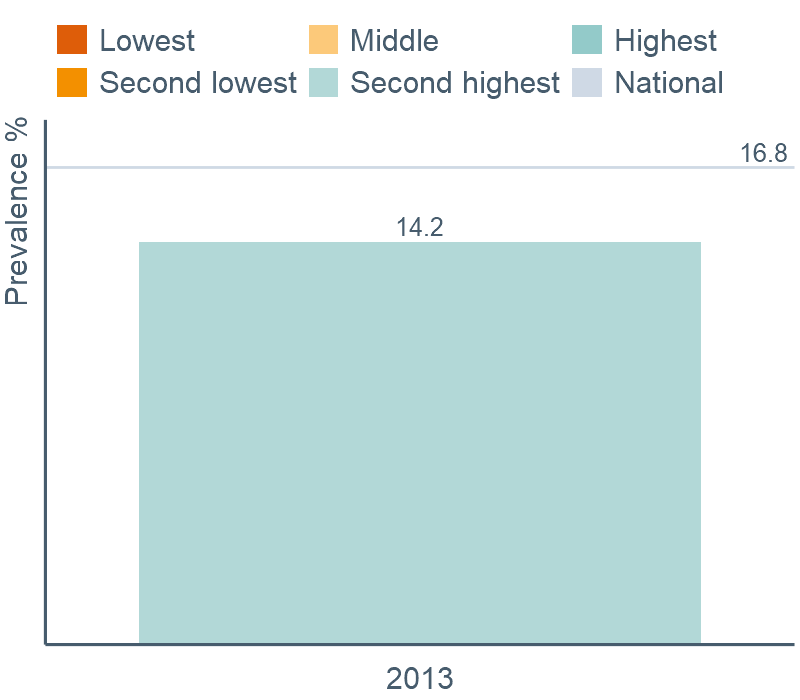 Lowest Middle Highest
Second lowest Second highest National
Prevalence %
16.8
14.2
2013